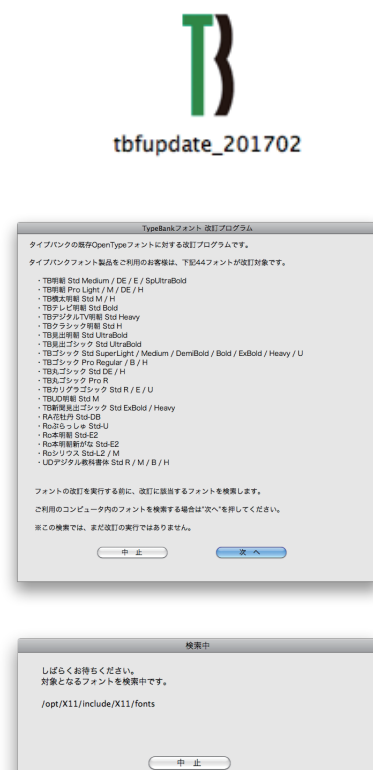 TB
tbfupdate_201702
TypeBankフォント 改訂プログラム
タイプバンクの既存OpenTypeフォントに対する改訂プログラムです。
タイプバンクフォント製品をご利用のお客様は、下記44フォントが改訂対象です。
・TB明朝 Std Medium / DE / E / SpUltraBold
・TB明朝 Pro Light / M / DE / H
・TB横太明朝 Std M / H
・TBテレビ明朝 Std Bold
・TBデジタルTV明朝 Std Heavy
・TBクラシック明朝 Std H
・TB見出明朝 Std UltraBold
・TB見出ゴシック Std UltraBold
・TBゴシック Std SuperLight / Medium / DemiBold / Bold / ExBold / Heavy / U
・TBゴシック Pro Regular / B / H
・TB丸ゴシック Std DE / H
・TB丸ゴシック Pro R
・TBカリグラゴシック Std R / E / U
・TBUD明朝 Std M
・TB新聞見出ゴシック Std ExBold / Heavy
・RA花牡丹 Std-DB
・Roぶらっしゅ Std-U
・Ro本明朝 Std-E2
・Ro本明朝新がな Std-E2
・Roシリウス Std-L2 / M
・UDデジタル教科書体 Std R / M / B / H
フォントの改訂を実行する前に、改訂に該当するフォントを検索します。
ご利用のコンピュータ内のフォントを検索する場合は"次へ"を押してください。
※この検索では、まだ改訂の実行ではありません。
中 止 次 へ
検索中
しばらくお待ちください。
対象となるフォントを検索中です。
/opt/X11/include/X11/fonts
中 止